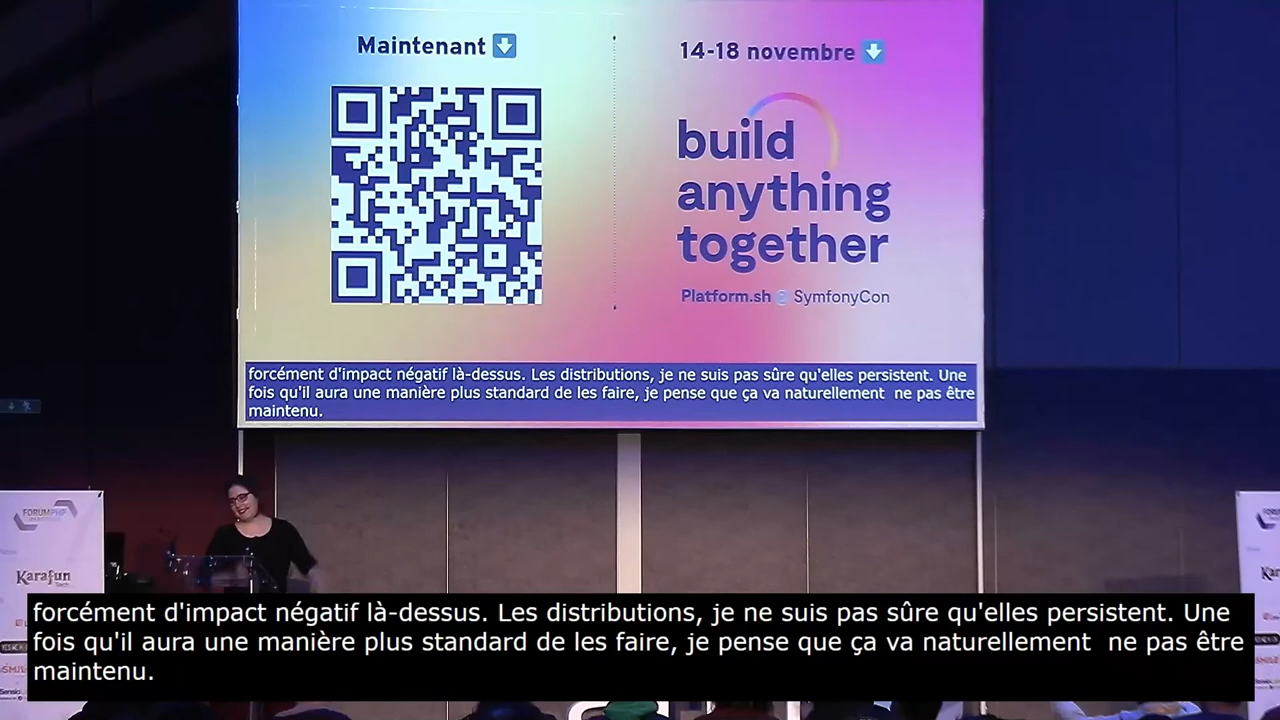 Maintenant
14-18 novembre
build
anything
together
Platform.sh @ SymfonyCon
forcément d'impact négatif là-dessus. Les distributions, je ne suis pas sûre qu'elles persistent. Une
fois qu'il aura une manière plus standard de les faire, je pense que ça va naturellement ne pas être
maintenu.
FORUMPHP
Karafun
Tech
forcément d'impact négatif là-dessus. Les distributions, je ne suis pas sûre qu'elles persistent. Une
fois qu'il aura une manière plus standard de les faire, je pense que ça va naturellement ne pas être
maintenu.